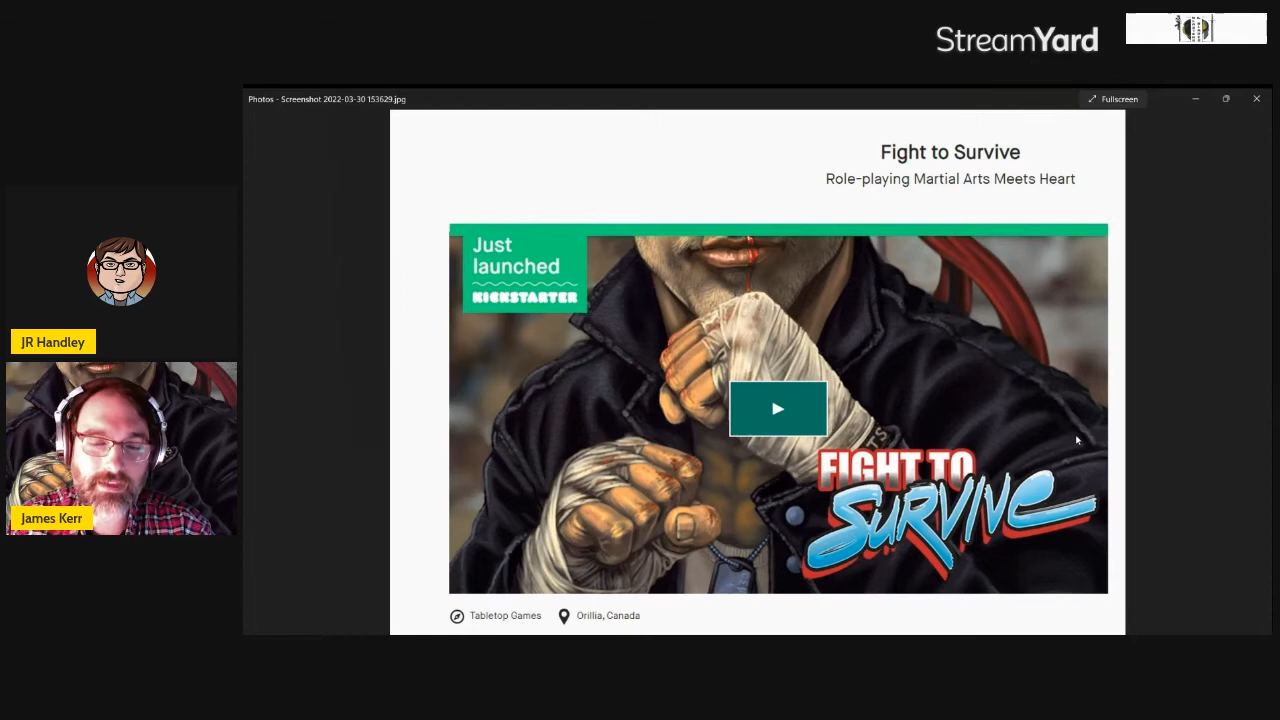 StreamYard
Photos - Screenshot 2022-03-30 153629.jpg
Fullscreen
Fight to Survive
Role-playing Martial Arts Meets Heart
Just
launched
KICKSTARTER
FIGHT TO
SURVIVE
Tabletop Games
Orillia, Canada
JR Handley
James Kerr